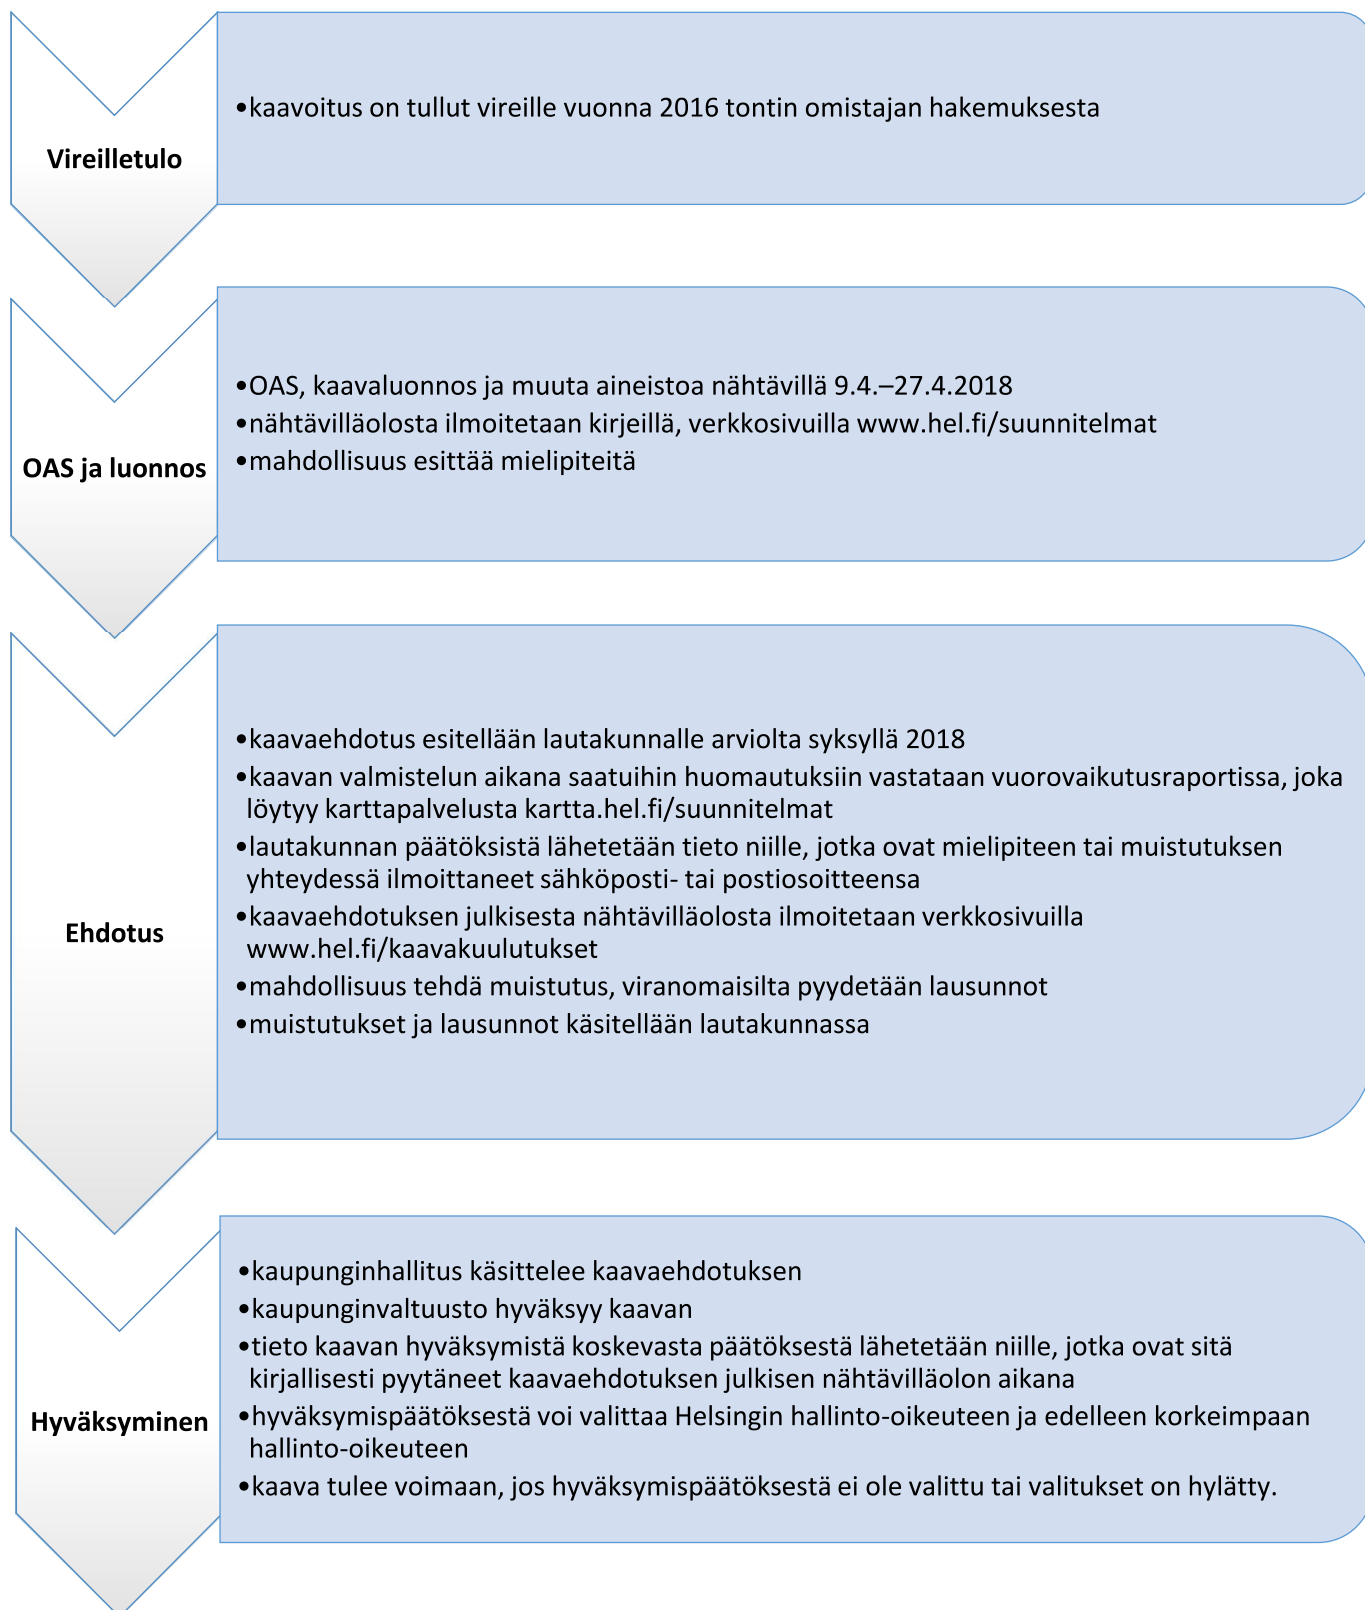 Vireilletulo
•kaavoitus on tullut vireille vuonna 2016 tontin omistajan hakemuksesta
OAS ja luonnos
•OAS, kaavaluonnos ja muuta aineistoa nähtävillä 9.4.–27.4.2018
•nähtävilläolosta ilmoitetaan kirjeillä, verkkosivuilla www.hel.fi/suunnitelmat
•mahdollisuus esittää mielipiteitä
Ehdotus
•kaavaehdotus esitellään lautakunnalle arviolta syksyllä 2018
•kaavan valmistelun aikana saatuihin huomautuksiin vastataan vuorovaikutusraportissa, joka
löytyy karttapalvelusta kartta.hel.fi/suunnitelmat
•lautakunnan päätöksistä lähetetään tieto niille, jotka ovat mielipiteen tai muistutuksen
yhteydessä ilmoittaneet sähköposti- tai postiosoitteensa
•kaavaehdotuksen julkisesta nähtävilläolosta ilmoitetaan verkkosivuilla
www.hel.fi/kaavakuulutukset
•mahdollisuus tehdä muistutus, viranomaisilta pyydetään lausunnot
•muistutukset ja lausunnot käsitellään lautakunnassa
Hyväksyminen
•kaupunginhallitus käsittelee kaavaehdotuksen
•kaupunginvaltuusto hyväksyy kaavan
•tieto kaavan hyväksymistä koskevasta päätöksestä lähetetään niille, jotka ovat sitä
kirjallisesti pyytäneet kaavaehdotuksen julkisen nähtävilläolon aikana
•hyväksymispäätöksestä voi valittaa Helsingin hallinto-oikeuteen ja edelleen korkeimpaan
hallinto-oikeuteen
•kaava tulee voimaan, jos hyväksymispäätöksestä ei ole valittu tai valitukset on hylätty.